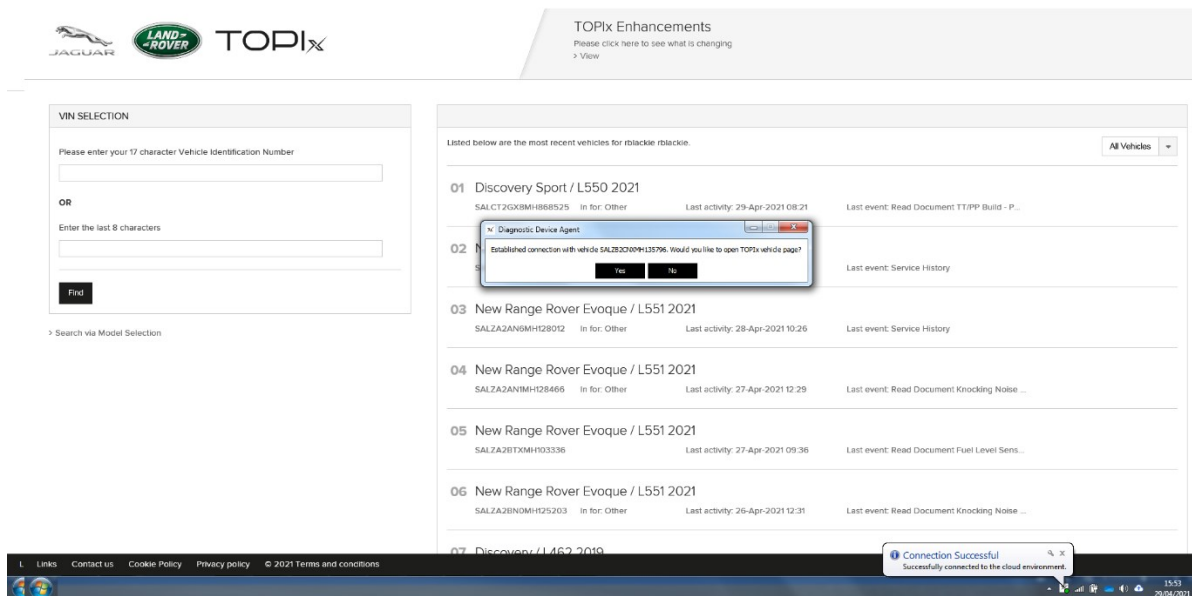 JAGUAR
LAND-
-ROVER
TOPIx
TOPIx Enhancements
Please click here to see what is changing
> View
VIN SELECTION
Please enter your 17 character Vehicle Identification Number
OR
Enter the last 8 characters
Find
> Search via Model Selection
Listed below are the most recent vehicles for rblackie rblackie.
All Vehicles
01 Discovery Sport / L550 2021
SALCT2GX8MH868525 In for: Other Last activity: 29-Apr-2021 08:21 Last event: Read Document TT/PP Build - P...
Diagnostic Device Agent
Established connection with vehicle SALZB2CNXMH135796. Would you like to open TOPIx vehicle page?
Yes No
02 N
S Last event: Service History
03 New Range Rover Evoque / L551 2021
SALZA2AN6MH128012 In for: Other Last activity: 28-Apr-2021 10:26 Last event: Service History
04 New Range Rover Evoque / L551 2021
SALZA2AN1MH128466 In for: Other Last activity: 27-Apr-2021 12:29 Last event: Read Document Knocking Noise ...
05 New Range Rover Evoque / L551 2021
SALZA2BTXMH103336 Last activity: 27-Apr-2021 09:36 Last event: Read Document Fuel Level Sens...
06 New Range Rover Evoque / L551 2021
SALZA2BN0MH125203 In for: Other Last activity: 26-Apr-2021 12:31 Last event: Read Document Knocking Noise ...
07 Discovery / L462 2019
Connection Successful
Successfully connected to the cloud environment.
L Links Contact us Cookie Policy Privacy policy © 2021 Terms and conditions
15:53
29/04/2021